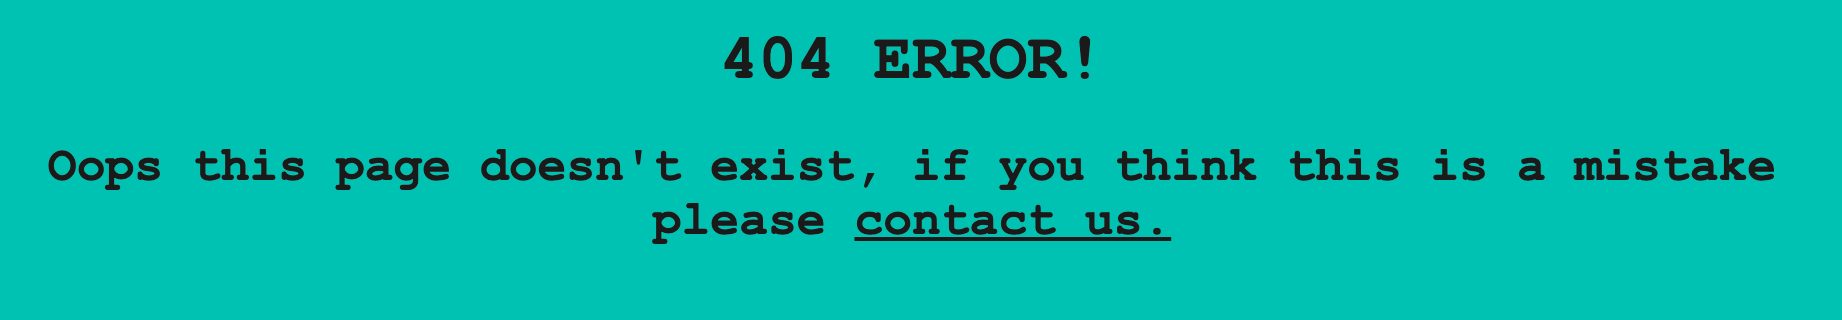 404 ERROR!
Oops this page doesn't exist, if you think this is a mistake
please contact us.